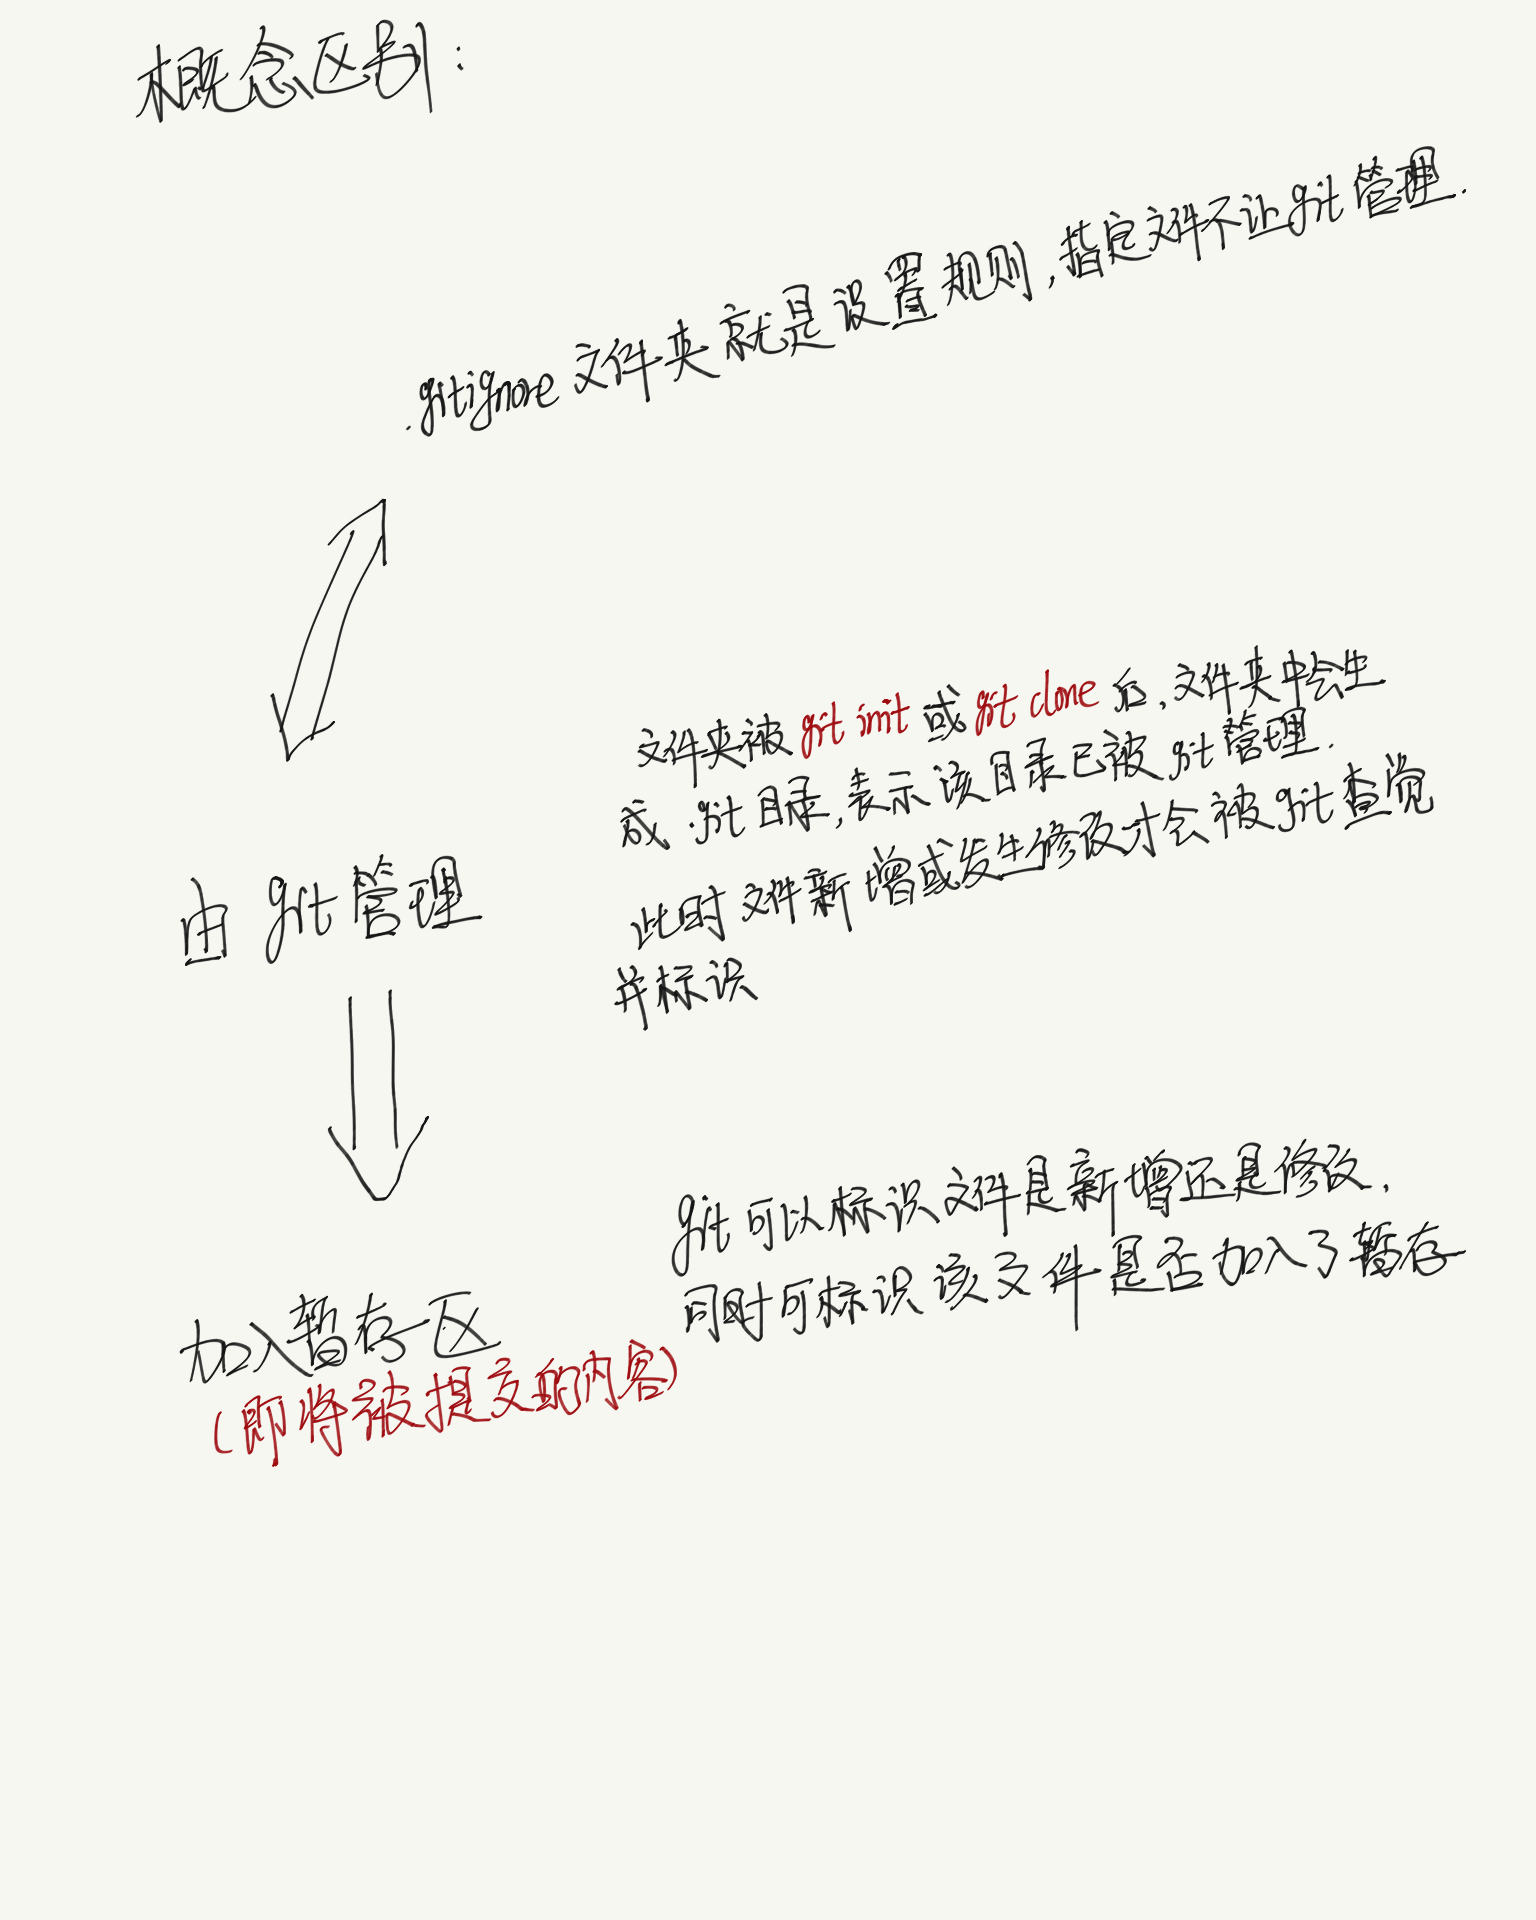 概念区别：
.gitignore 文件夹就是设置规则，指定文件不让git管理.
文件夹被 git init 或 git clone 后，文件夹中会生
成 .git 目录，表示该目录已被 git 管理.
此时文件新增或发生修改才会被 git 查觉
并标识
由 git 管理
git 可以标识文件是新增还是修改，
同时可标识该文件是否加入了暂存
加入暂存区
(即将被提交的内容)